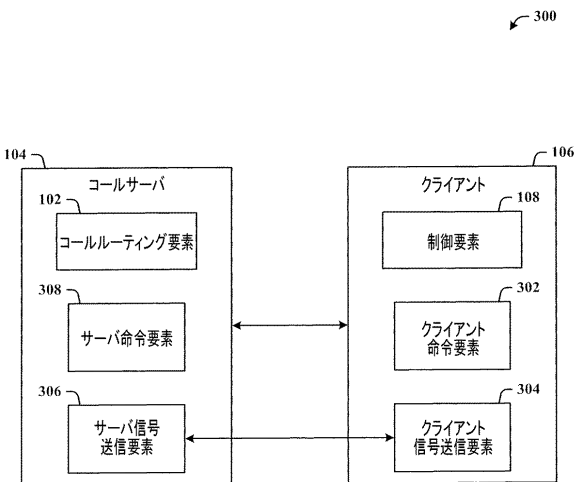 300
104
106
コールサーバ
クライアント
102
108
コールルーティング要素
制御要素
308
302
サーバ命令要素
クライアント
命令要素
306
304
サーバ信号
送信要素
クライアント
信号送信要素